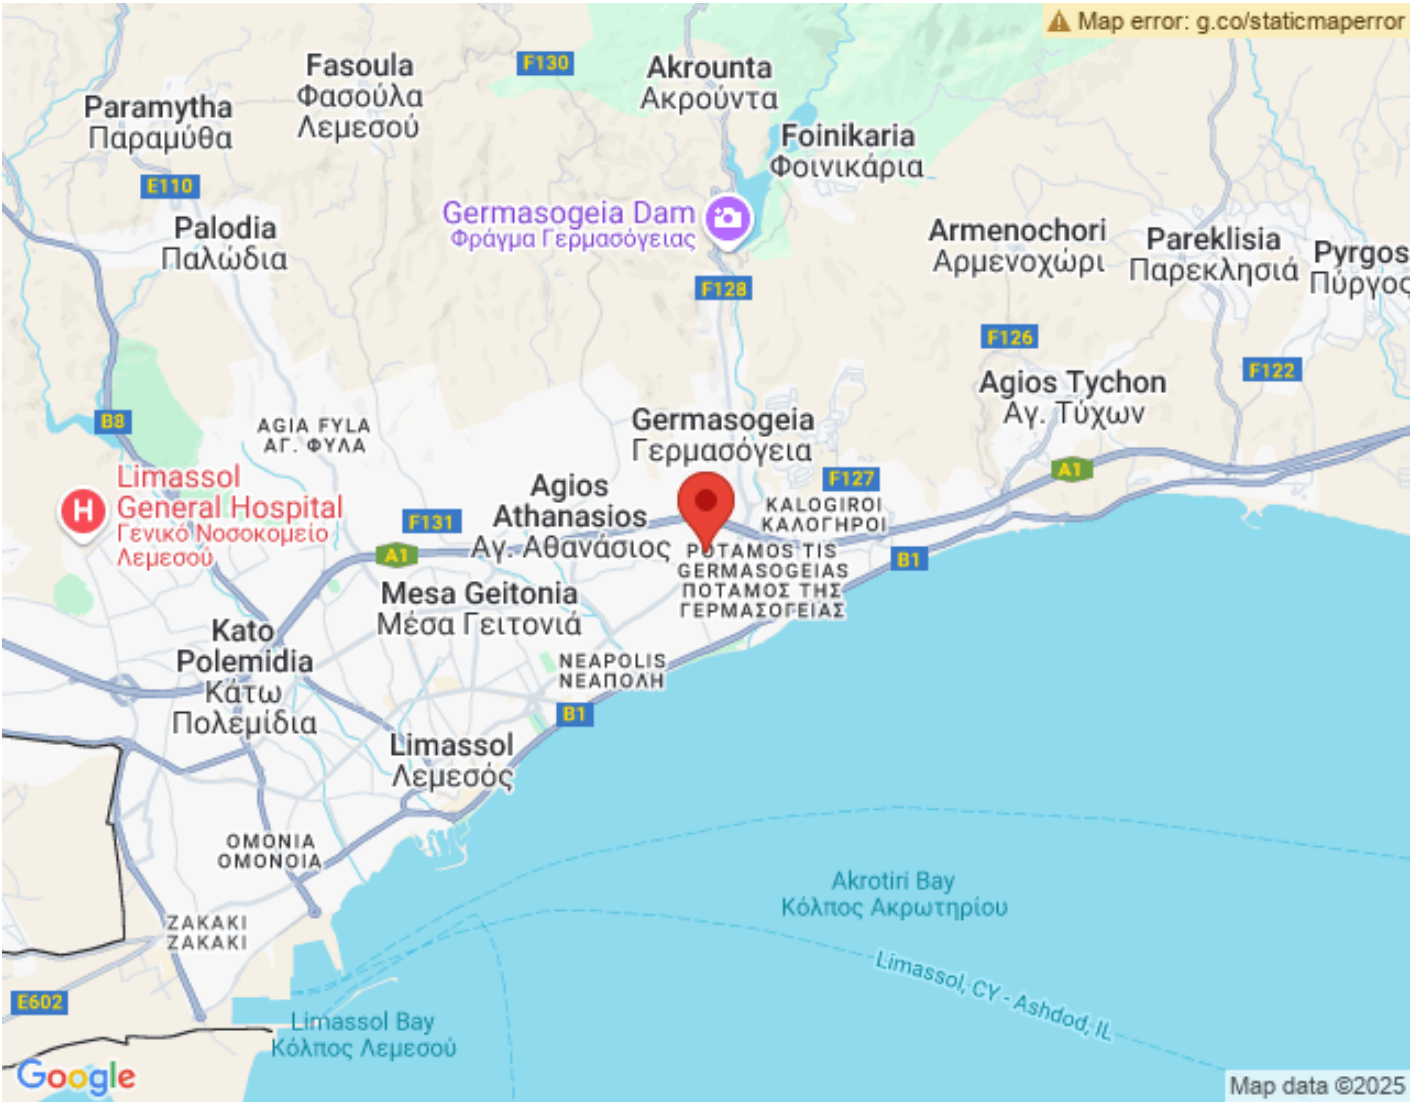 Map error: g.co/staticmaperror
Fasoula
Φασούλα
Λεμεσού
F130
Akrounta
Ακρούντα
Paramytha
Παραμύθα
Foinikaria
Φοινικάρια
E110
Germasogeia Dam
Φράγμα Γερμασόγειας
Palodia
Παλώδια
Armenochori
Αρμενοχώρι
Pareklisia
Παρεκλησιά
Pyrgos
Πύργος
F128
F126
F122
Agios Tychon
Αγ. Τύχων
B8
AGIA FYLA
ΑΓ. ΦΥΛΑ
Germasogeia
Γερμασόγεια
Limassol
General Hospital
Γενικό Νοσοκομείο
Λεμεσού
H
F131
Agios
Athanasios
Αγ. Αθανάσιος
F127
KALOGIROI
ΚΑΛΟΓΗΡΟΙ
A1
A1
B1
POTAMOS TIS
GERMASOGEIAS
ΠΟΤΑΜΟΣ ΤΗΣ
ΓΕΡΜΑΣΟΓΕΙΑΣ
Mesa Geitonia
Μέσα Γειτονιά
Kato
Polemidia
Κάτω
Πολεμίδια
NEAPOLIS
ΝΕΑΠΟΛΗ
B1
Limassol
Λεμεσός
OMONIA
ΟΜΟΝΟΙΑ
Akrotiri Bay
Κόλπος Ακρωτηρίου
ZAKAKI
ΖΑΚΑΚΙ
Limassol, CY - Ashdod, IL
E602
Limassol Bay
Κόλπος Λεμεσού
Google
Map data ©2025